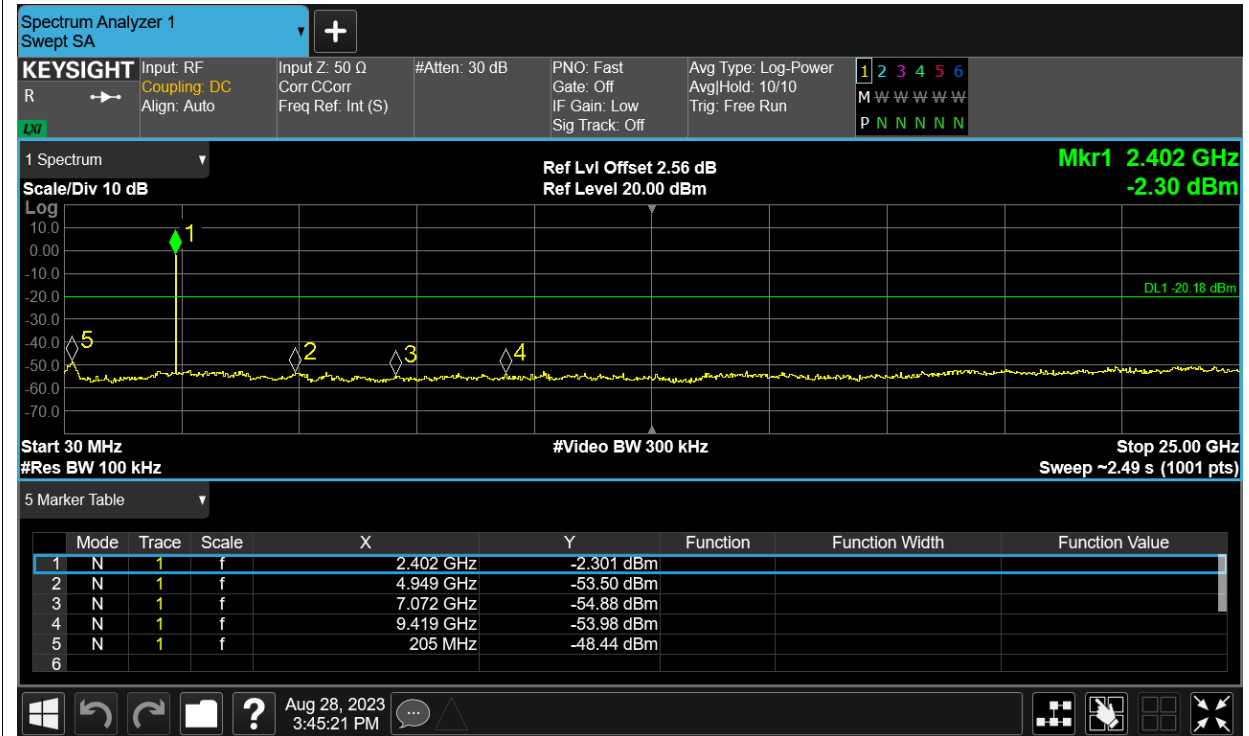 Spectrum Analyzer 1
Swept SA
+
KEYSIGHT Input: RF Input Z: 50 Ω #Atten: 30 dB PNO: Fast Avg Type: Log-Power 1 2 3 4 5 6
R Coupling: DC Corr CCorr Gate: Off Avg|Hold: 10/10 M W W W W W
Align: Auto Freq Ref: Int (S) IF Gain: Low Trig: Free Run
LXI Sig Track: Off P N N N N N
1 Spectrum
Ref Lvl Offset 2.56 dB Mkr1 2.402 GHz
Scale/Div 10 dB Ref Level 20.00 dBm -2.30 dBm
Log
10.0
1
0.00
-10.0
-20.0
DL1 -20.18 dBm
-30.0
-40.0
5
2
3
4
-50.0
-60.0
-70.0
Start 30 MHz #Video BW 300 kHz Stop 25.00 GHz
#Res BW 100 kHz Sweep ~2.49 s (1001 pts)
5 Marker Table
Mode Trace Scale X Y Function Function Width Function Value
1 N 1 f 2.402 GHz -2.301 dBm
2 N 1 f 4.949 GHz -53.50 dBm
3 N 1 f 7.072 GHz -54.88 dBm
4 N 1 f 9.419 GHz -53.98 dBm
5 N 1 f 205 MHz -48.44 dBm
6
? Aug 28, 2023
3:45:21 PM